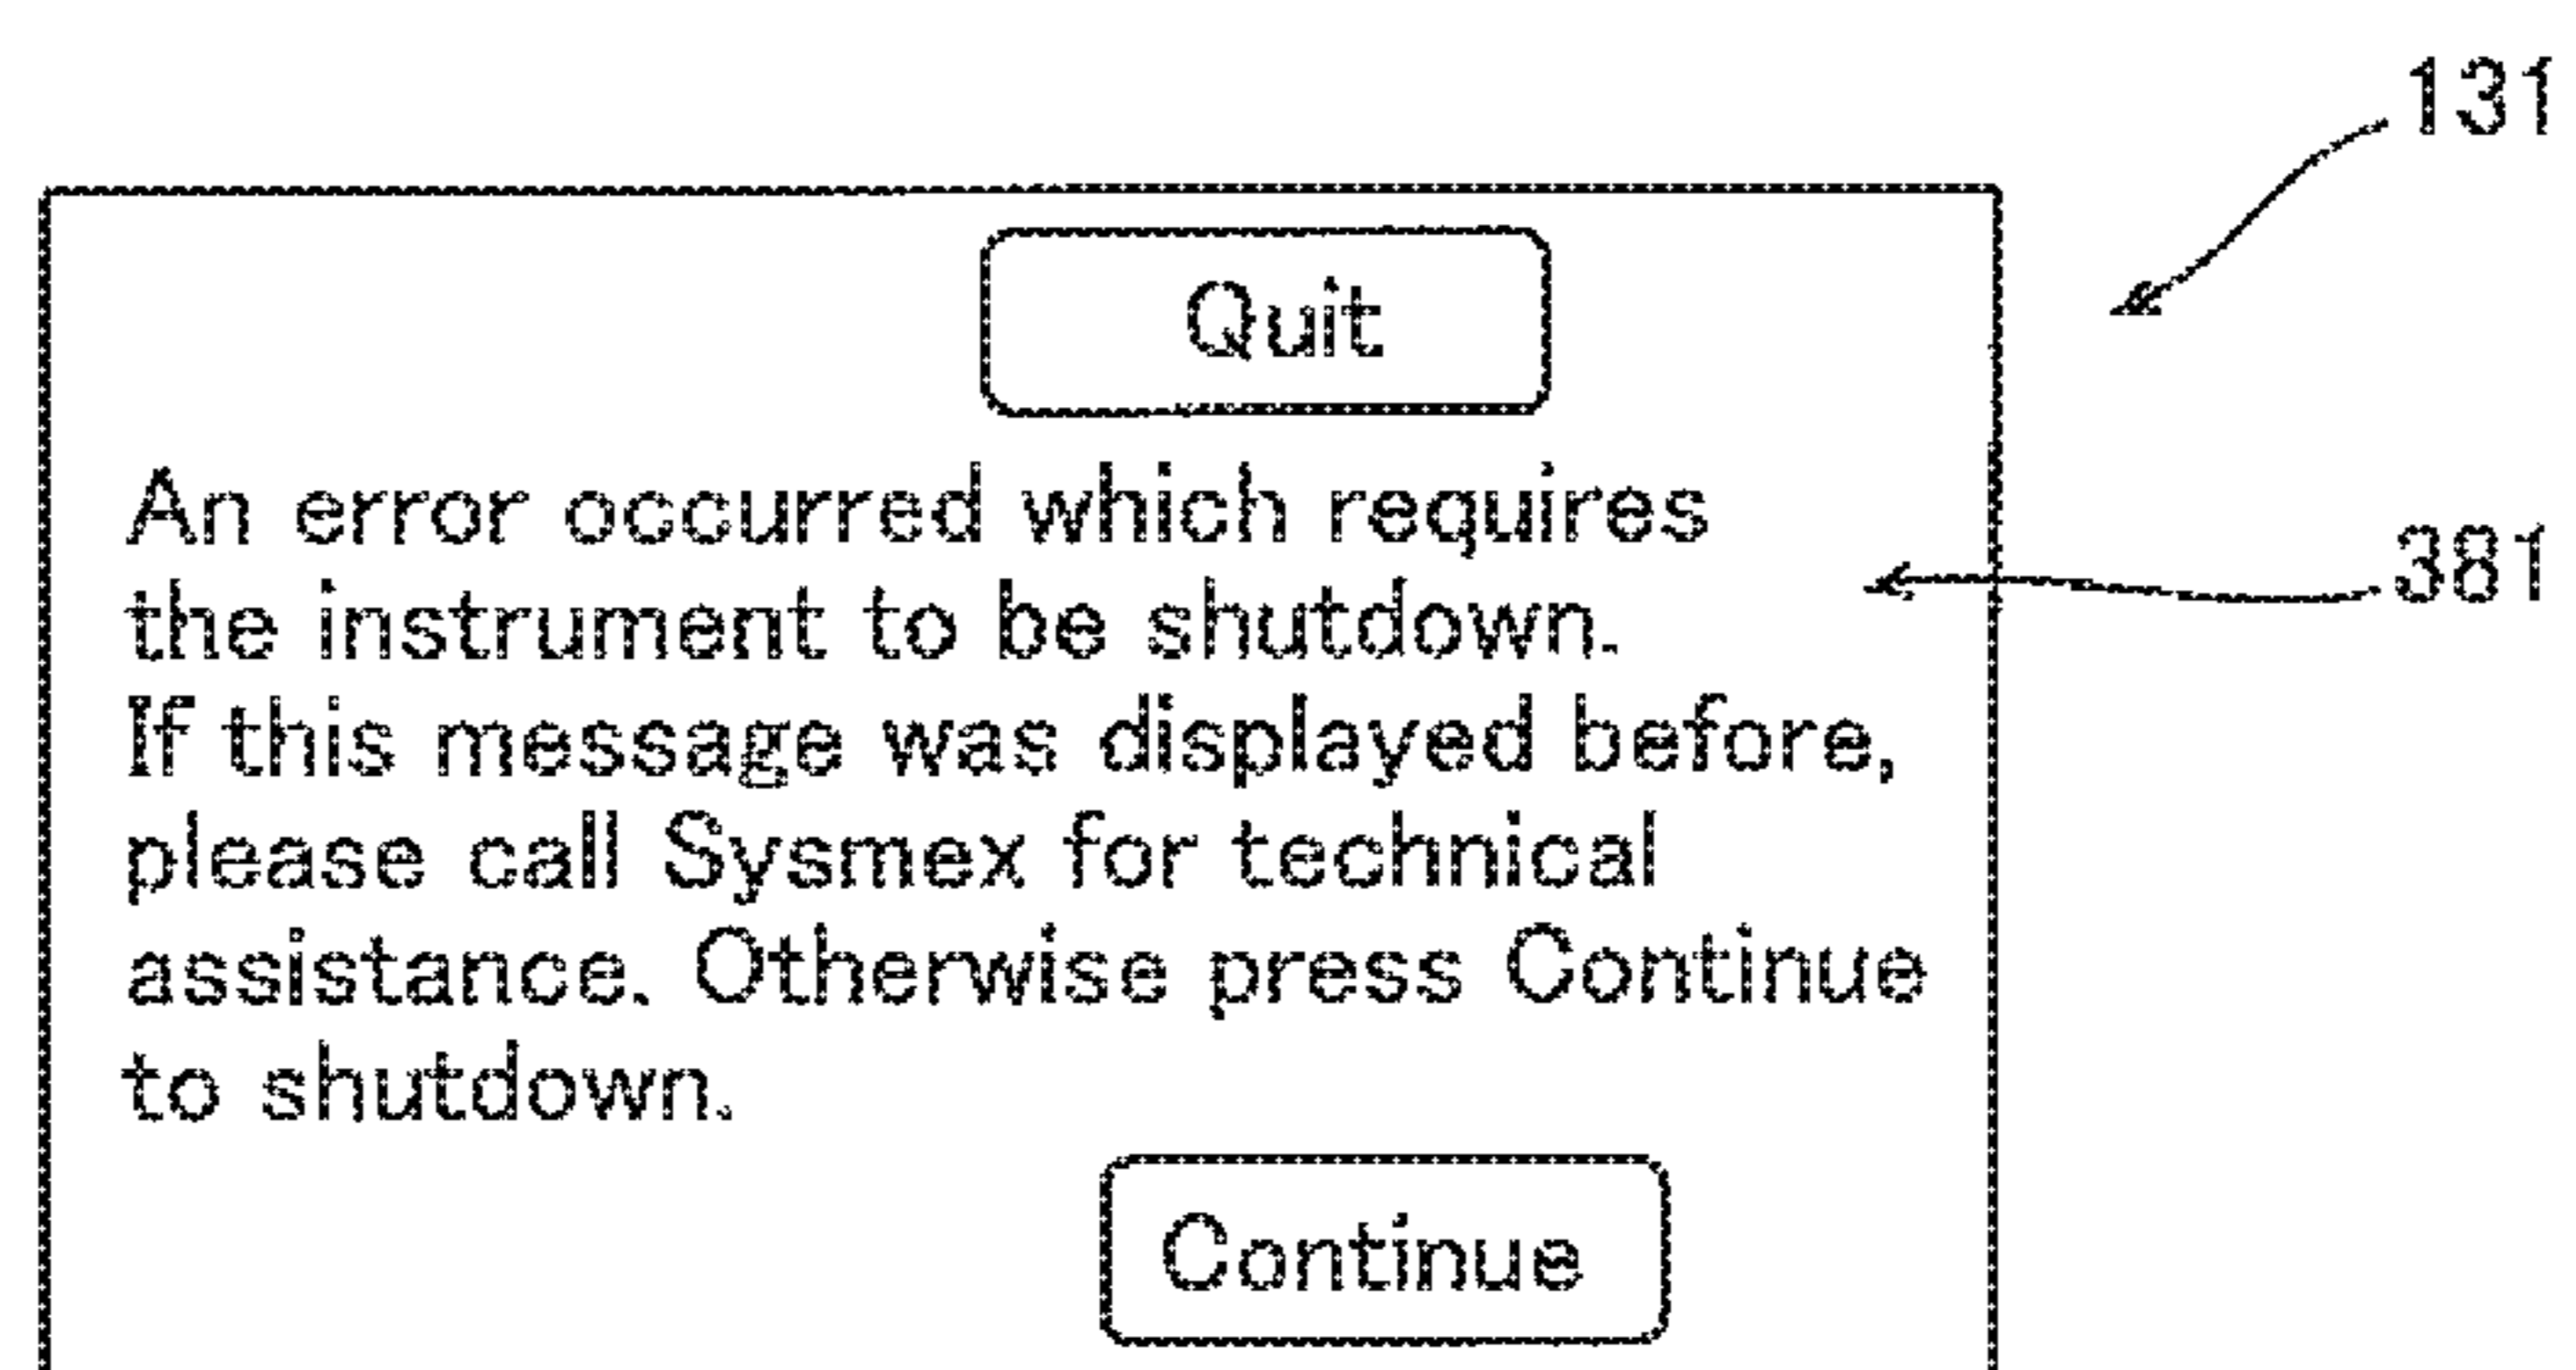 131
Quit
An error occurred which requires
the instrument to be shutdown.
381
If this message was displayed before,
please call Sysmex for technical
assistance. Otherwise press Continue
to shutdown.
Continue